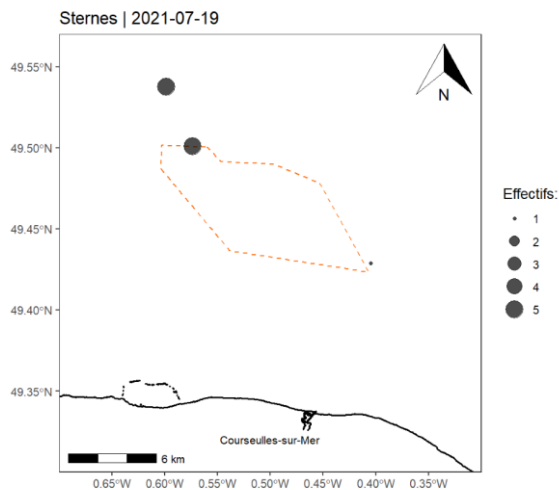 Sternes | 2021-07-19
49.55°N
49.50°N
49.45°N
49.40°N
49.35°N
N
Effectifs:
1
2
3
4
5
Courseulles-sur-Mer
6 km
0.65°W 0.60°W 0.55°W 0.50°W 0.45°W 0.40°W 0.35°W